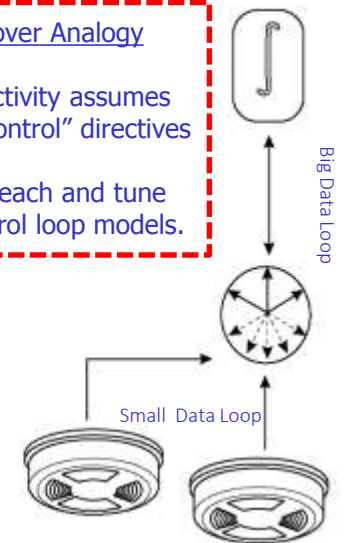 over Analogy
ctivity assumes
ontrol” directives
each and tune
rol loop models.
Big Data Loop
Small Data Loop